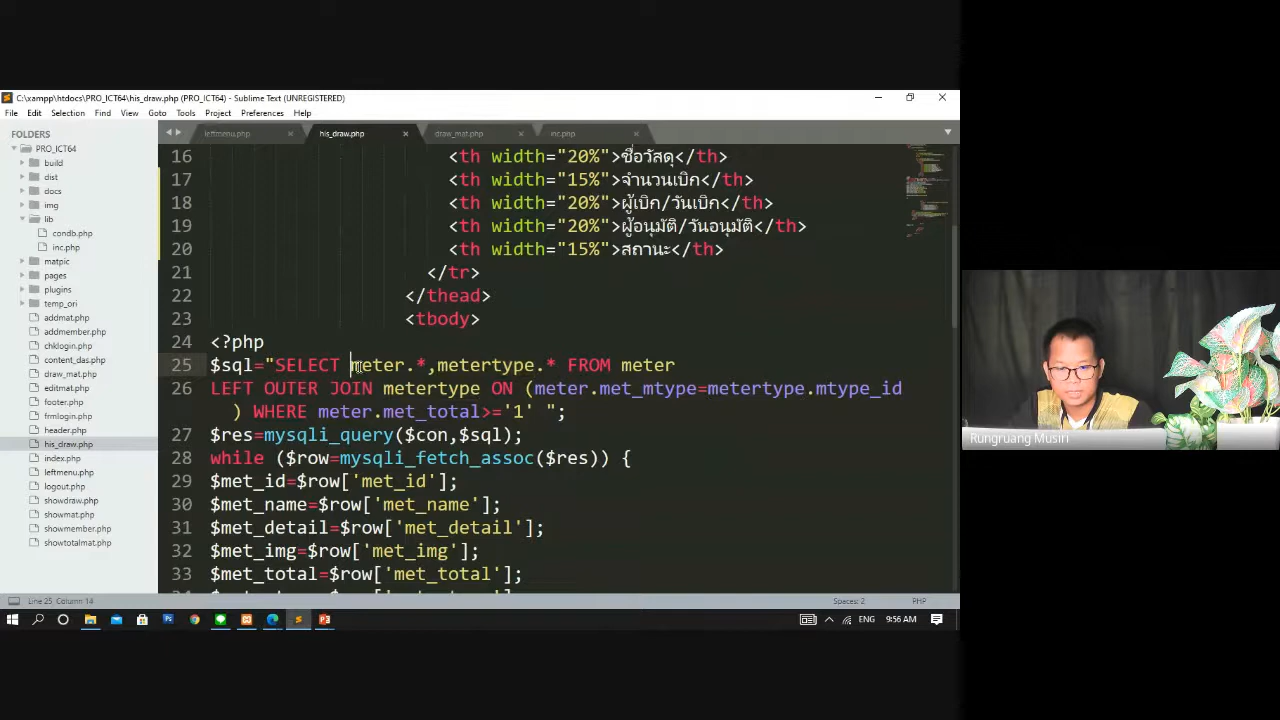 C:\xampp\htdocs\PRO_ICT64\his_draw.php (PRO_ICT64) - Sublime Text (UNREGISTERED)
File Edit Selection Find View Goto Tools Project Preferences Help
FOLDERS
PRO_ICT64
build
dist
docs
img
lib
condb.php
inc.php
matpic
pages
plugins
temp_ori
addmat.php
addmember.php
chklogin.php
content_das.php
draw_mat.php
editmat.php
footer.php
frmlogin.php
header.php
his_draw.php
index.php
leftmenu.php
logout.php
showdraw.php
showmat.php
showmember.php
showtotalmat.php
leftmenu.php his_draw.php draw_mat.php inc.php
16 <th width="20%">ชื่อวัสดุ</th>
17 <th width="15%">จำนวนเบิก</th>
18 <th width="20%">ผู้เบิก/วันเบิก</th>
19 <th width="20%">ผู้อนุมัติ/วันอนุมัติ</th>
20 <th width="15%">สถานะ</th>
21 </tr>
22 </thead>
23 <tbody>
24 <?php
25 $sql="SELECT meter.*,metertype.* FROM meter
26 LEFT OUTER JOIN metertype ON (meter.met_mtype=metertype.mtype_id
) WHERE meter.met_total>='1' ";
27 $res=mysqli_query($con,$sql);
28 while ($row=mysqli_fetch_assoc($res)) {
29 $met_id=$row['met_id'];
30 $met_name=$row['met_name'];
31 $met_detail=$row['met_detail'];
32 $met_img=$row['met_img'];
33 $met_total=$row['met_total'];
Line 25, Column 14 Spaces: 2 PHP
ENG 9:56 AM
Rungruang Musiri